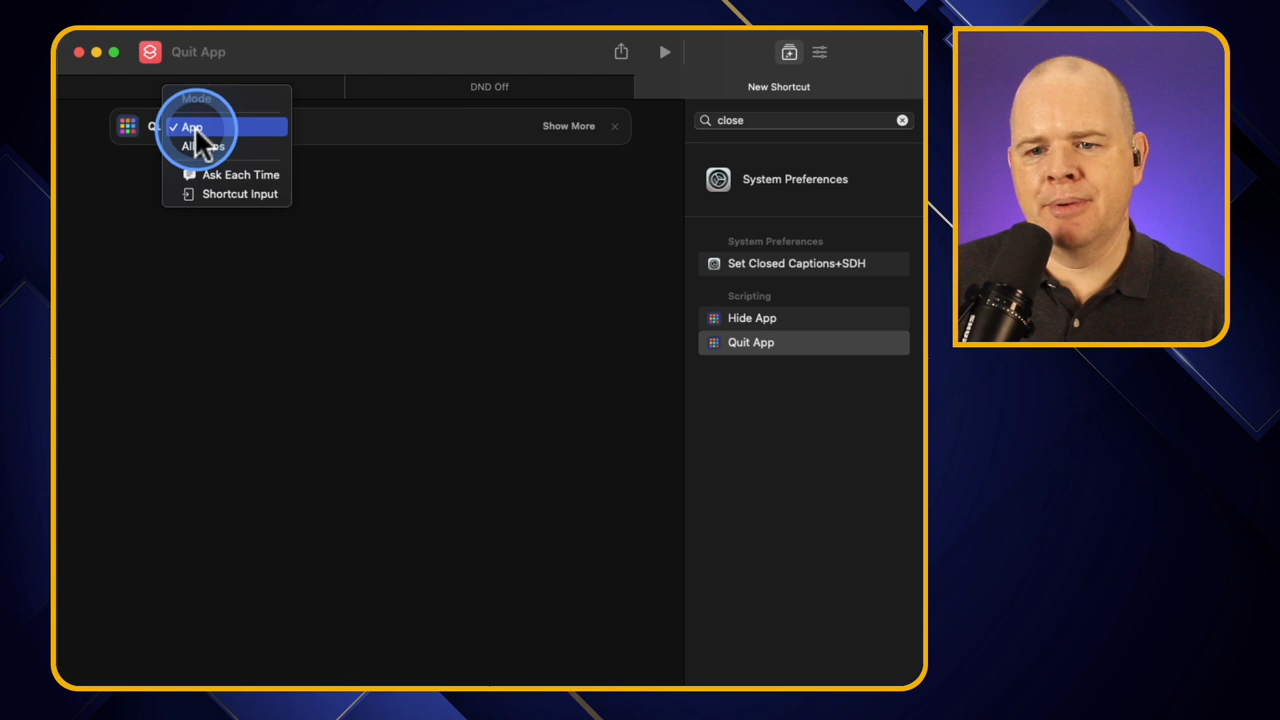 Quit App
DND Off
New Shortcut
Mode
App
Ask Each Time
Shortcut Input
Show More
close
System Preferences
System Preferences
Set Closed Captions+SDH
Scripting
Hide App
Quit App